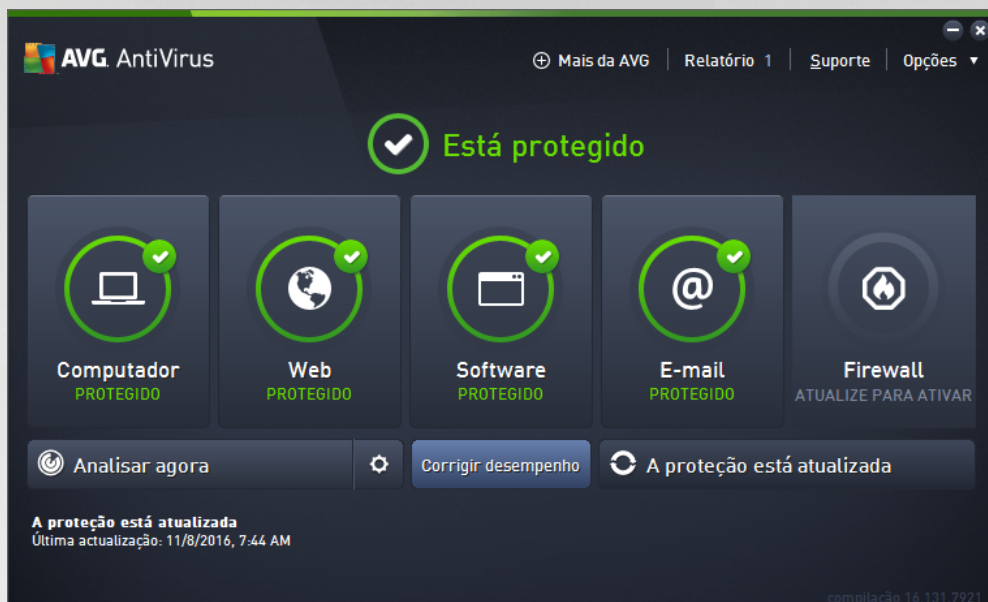 AVG. AntiVirus
Mais da AVG
Relatório 1
Suporte
Opções
Está protegido
Computador
PROTEGIDO
Web
PROTEGIDO
Software
PROTEGIDO
E-mail
PROTEGIDO
Firewall
ATUALIZE PARA ATIVAR
Analisar agora
Corrigir desempenho
A proteção está atualizada
A proteção está atualizada
Última actualização: 11/8/2016, 7:44 AM
compilação 16.131.7921